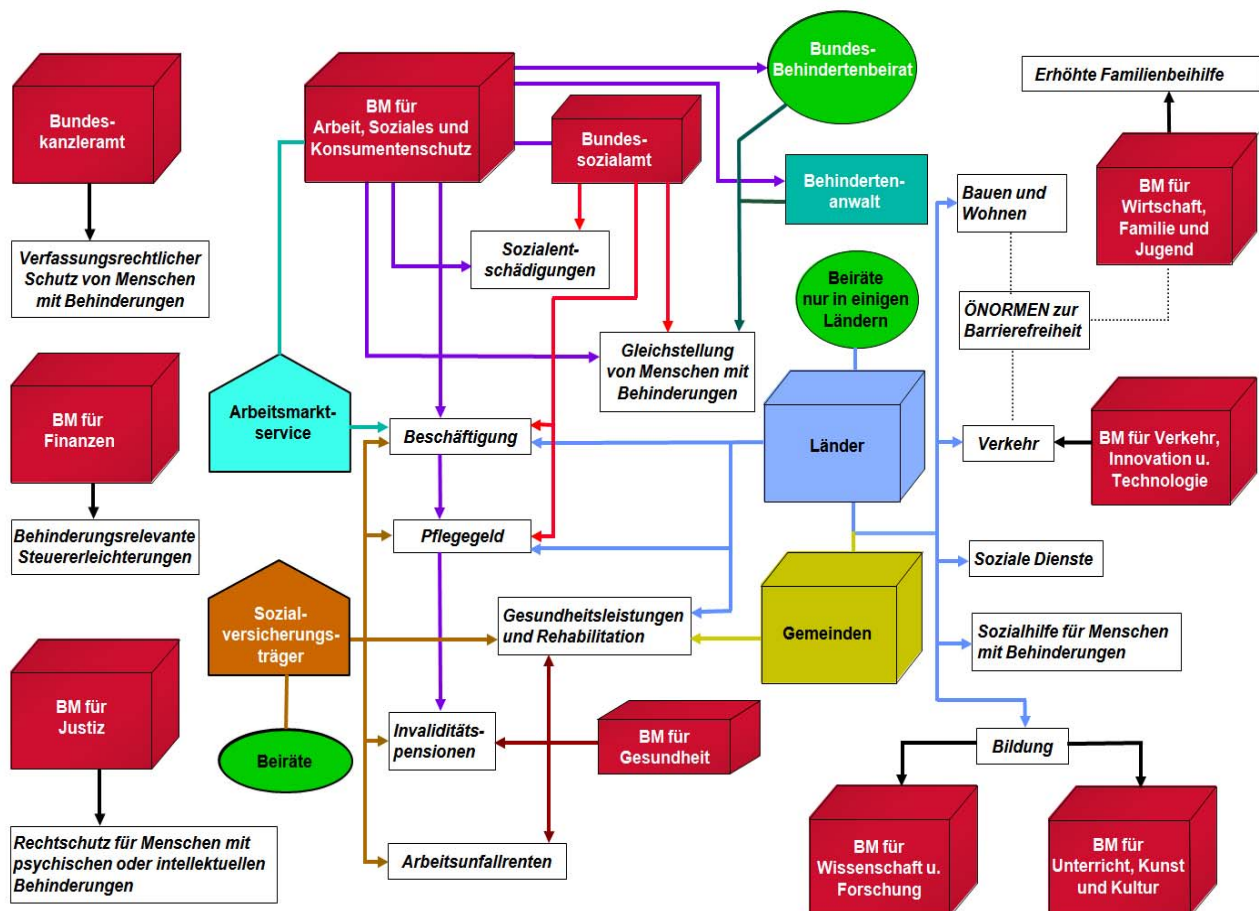 Bundes-
Behindertenbeirat
Erhöhte Familienbeihilfe
Bundes-
kanzleramt
BM für
Arbeit, Soziales und
Konsumentenschutz
Bundes-
sozialamt
Behinderten-
anwalt
Bauen und
Wohnen
BM für
Wirtschaft,
Familie und
Jugend
Verfassungsrechtlicher
Schutz von Menschen
mit Behinderungen
Sozialent-
schädigungen
Beiräte
nur in einigen
Ländern
ÖNORMEN zur
Barrierefreiheit
Gleichstellung
von Menschen mit
Behinderungen
BM für
Finanzen
Arbeitsmarkt-
service
Beschäftigung
Länder
Verkehr
BM für Verkehr,
Innovation u.
Technologie
Behinderungsrelevante
Steuererleichterungen
Pflegegeld
Soziale Dienste
Sozial-
versicherungs-
träger
Gesundheitsleistungen
und Rehabilitation
Gemeinden
Sozialhilfe für Menschen
mit Behinderungen
BM für
Justiz
Beiräte
Invaliditäts-
pensionen
BM für
Gesundheit
Bildung
Rechtschutz für Menschen mit
psychischen oder intellektuellen
Behinderungen
Arbeitsunfallrenten
BM für
Wissenschaft u.
Forschung
BM für
Unterricht, Kunst
und Kultur